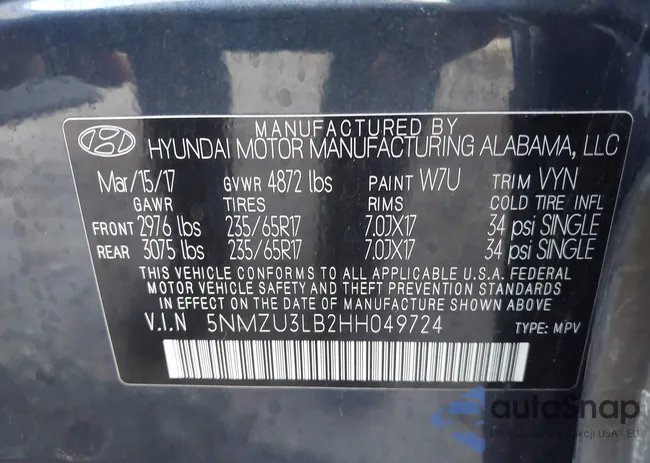 MANUFACTURED BY
HYUNDAI MOTOR MANUFACTURING ALABAMA, LLC
Mar/15/17 GVWR 4872 lbs PAINT W7U TRIM VYN
GAWR TIRES RIMS COLD TIRE INFL
FRONT 2976 lbs 235/65R17 7.0JX17 34 psi SINGLE
REAR 3075 lbs 235/65R17 7.0JX17 34 psi SINGLE
THIS VEHICLE CONFORMS TO ALL APPLICABLE U.S.A. FEDERAL
MOTOR VEHICLE SAFETY AND THEFT PREVENTION STANDARDS
IN EFFECT ON THE DATE OF MANUFACTURE SHOWN ABOVE
V.I.N 5NMZU3LB2HH049724 TYPE: MPV
autoSnap
USA i EU